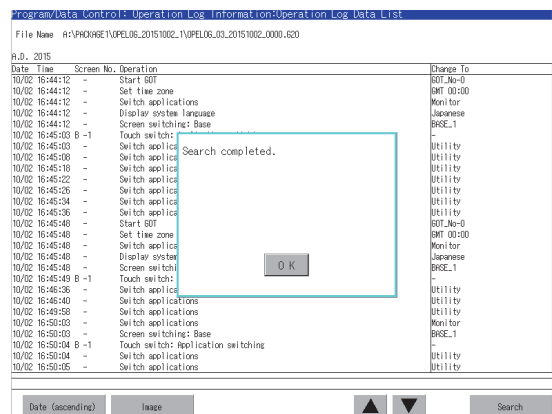 Program/Data Control: Operation Log Information:Operation Log Data List
File Name A:\PACKAGE1\OPELOG_20151002_1\OPELOG_03_20151002_0000.G2O
A.D. 2015
Date Time Screen No. Operation Change To
10/02 16:44:12 - Start GOT GOT_No-0
10/02 16:44:12 - Set time zone GMT 00:00
10/02 16:44:12 - Switch applications Monitor
10/02 16:44:12 - Display system language Japanese
10/02 16:44:12 - Screen switching: Base BASE_1
10/02 16:45:03 B -1 Touch switch: -
10/02 16:45:03 - Switch applica Utility
10/02 16:45:08 - Switch applica Utility
10/02 16:45:18 - Switch applica Utility
10/02 16:45:22 - Switch applica Utility
10/02 16:45:26 - Switch applica Utility
10/02 16:45:34 - Switch applica Utility
10/02 16:45:36 - Switch applica Utility
10/02 16:45:48 - Start GOT GOT_No-0
10/02 16:45:48 - Set time zone GMT 00:00
10/02 16:45:48 - Switch applica Monitor
10/02 16:45:48 - Display system Japanese
10/02 16:45:48 - Screen switchi BASE_1
10/02 16:45:49 B -1 Touch switch: -
10/02 16:46:36 - Switch applica Utility
10/02 16:46:40 - Switch applications Utility
10/02 16:49:58 - Switch applications Utility
10/02 16:50:03 - Switch applications Monitor
10/02 16:50:03 - Screen switching: Base BASE_1
10/02 16:50:04 B -1 Touch switch: Application switching -
10/02 16:50:04 - Switch applications Utility
10/02 16:50:05 - Switch applications Utility
Search completed.
OK
Date (ascending) Image Search